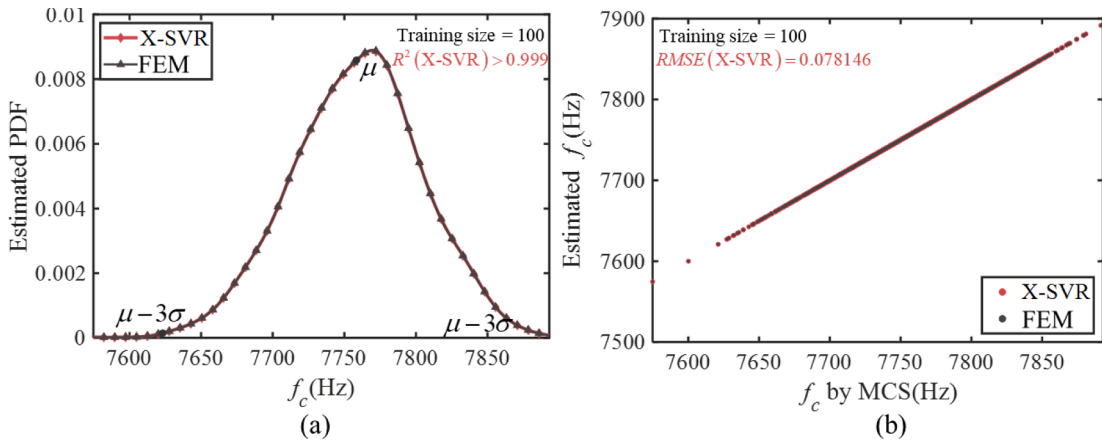 X-SVR
FEM
Training size = 100
R²(X-SVR)>0.999
μ
μ−3σ
μ−3σ
Estimated PDF
0.01
0.008
0.006
0.004
0.002
0
7600 7650 7700 7750 7800 7850
f_c(Hz)
(a)
Training size = 100
RMSE(X-SVR)=0.078146
Estimated f_c(Hz)
7900
7800
7700
7600
7500
X-SVR
FEM
7600 7650 7700 7750 7800 7850
f_c by MCS(Hz)
(b)